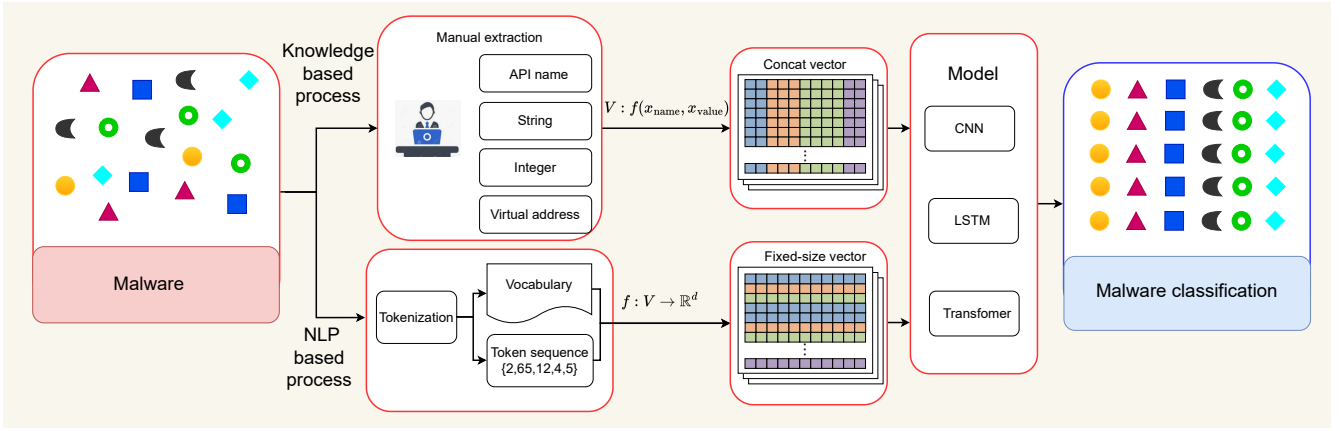 Malware
Knowledge
based
process
NLP
based
process
Manual extraction
API name
String
Integer
Virtual address
Tokenization
Vocabulary
Token sequence
{2,65,12,4,5}
V : f(x_name, x_value)
f : V → ℝ^d
Concat vector
Fixed-size vector
Model
CNN
LSTM
Transfomer
Malware classification